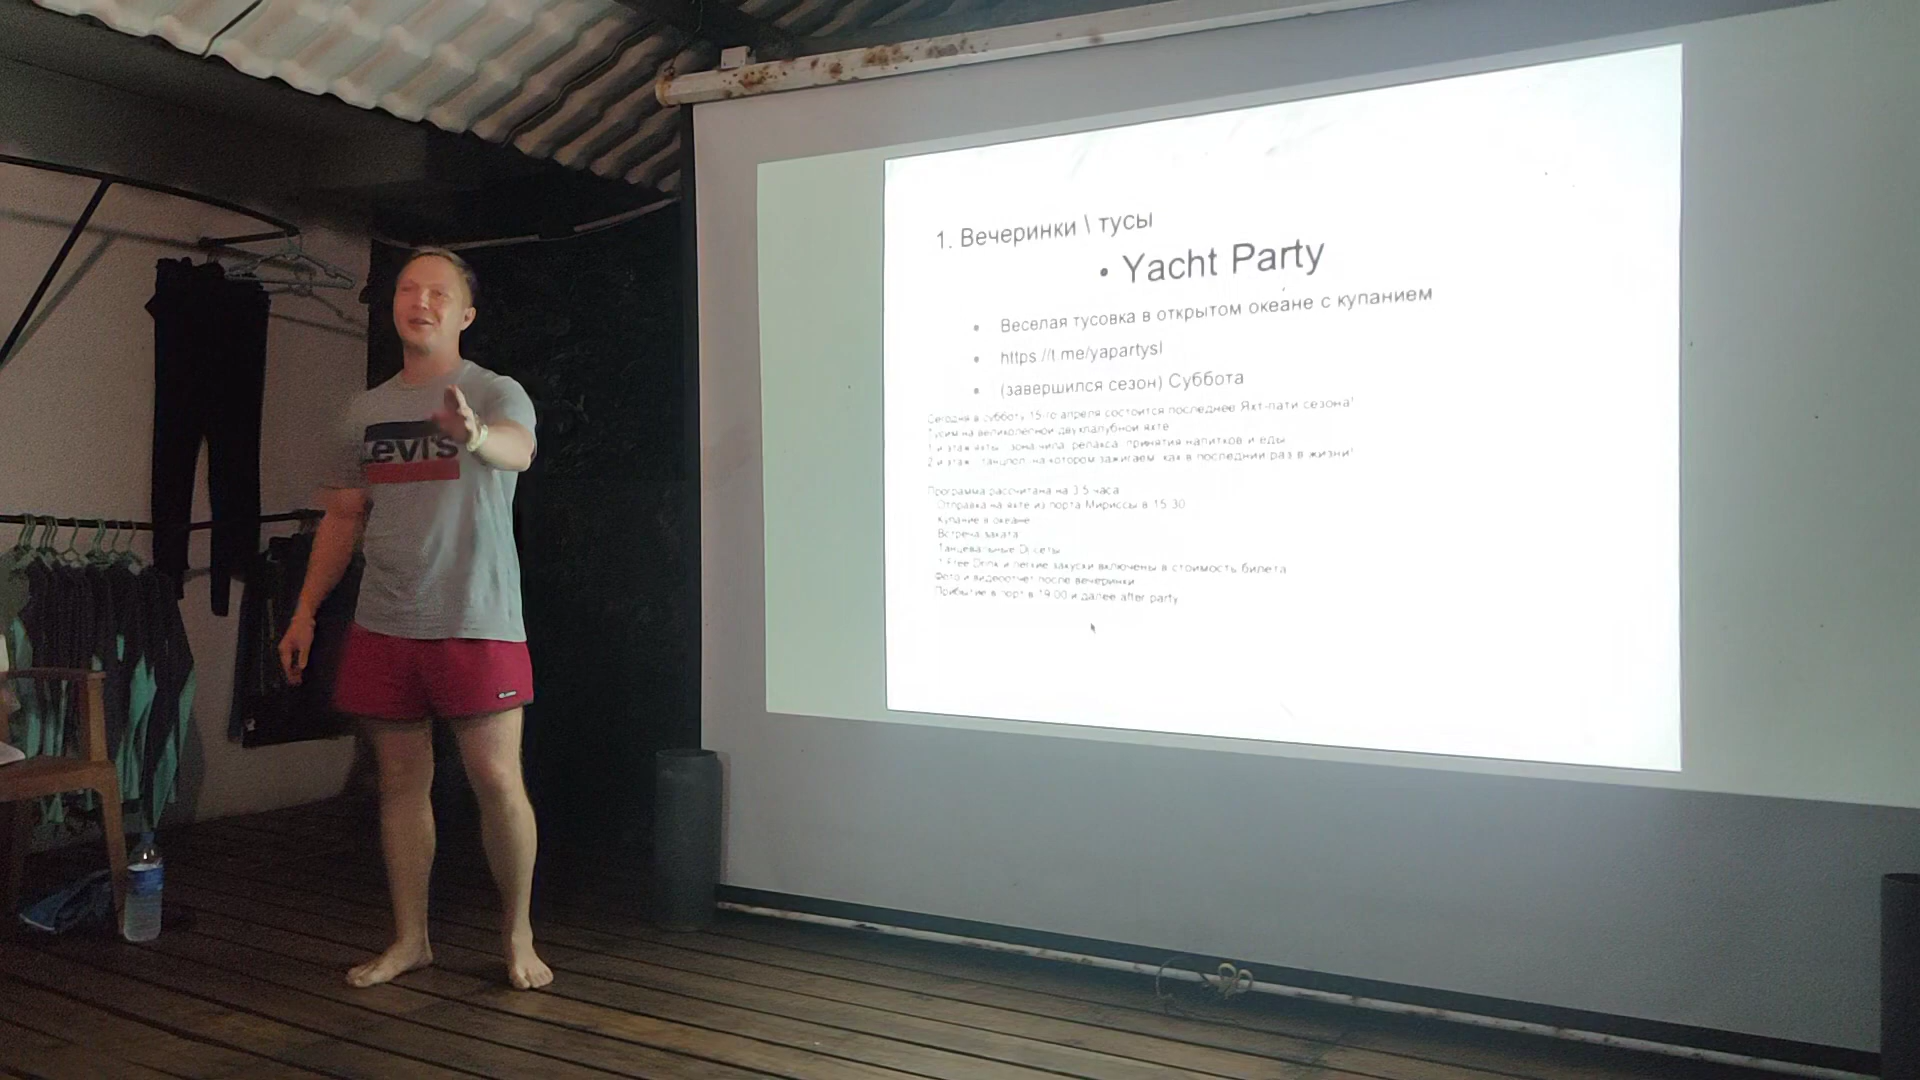 Levi's
1. Вечеринки \ тусы
• Yacht Party
• Веселая тусовка в открытом океане с купанием
• https://t.me/yapartysl
• (завершился сезон) Суббота
Сегодня в субботу 15-го апреля состоится последнее Яхт-пати сезона!
Тусим на великолепной двухпалубной яхте
1 й этаж яхты зона чила, релакса, принятия напитков и еды
2 й этаж танцпол, на котором зажигаем, как в последний раз в жизни!
Программа рассчитана на 3.5 часа
Отправка на яхте из порта Мириссы в 15:30
Купание в океане
Встреча заката
Танцевальные Dj сеты
1 Free Drink и легкие закуски включены в стоимость билета
Фото и видеоотчет после вечеринки
Прибытие в порт в 19:00 и далее after party